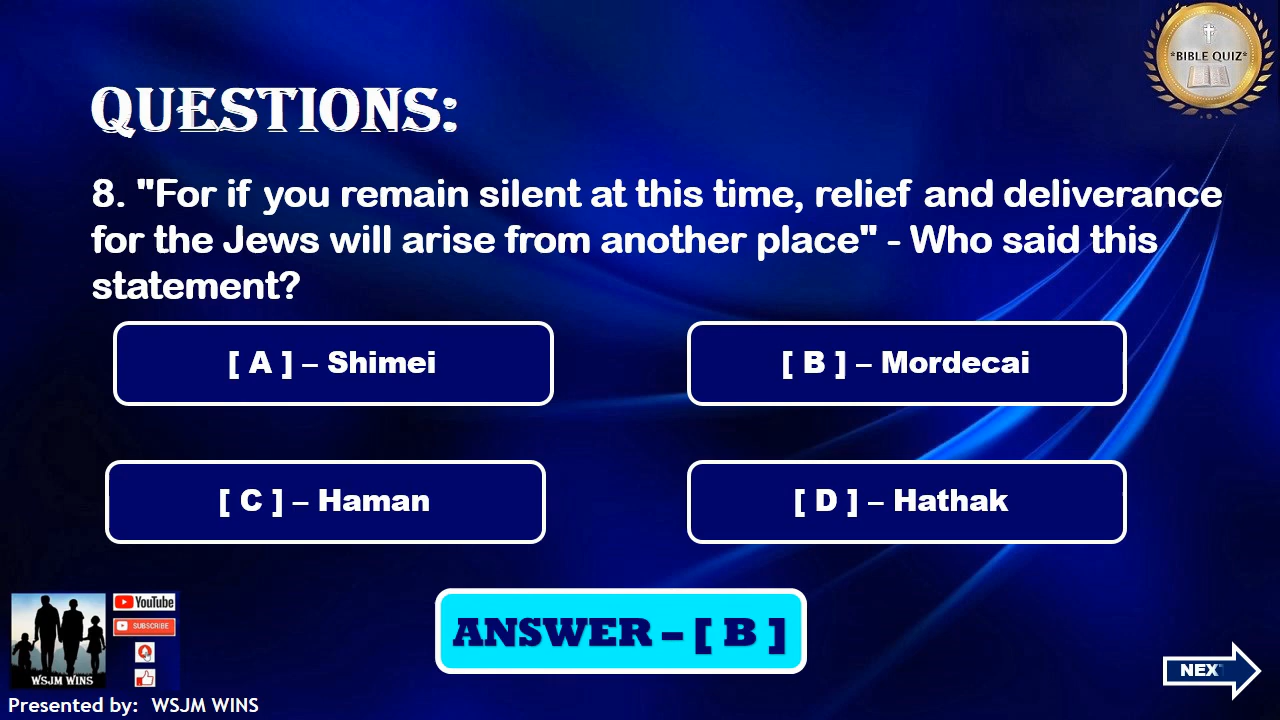 *BIBLE QUIZ*
QUESTIONS:
8. "For if you remain silent at this time, relief and deliverance
for the Jews will arise from another place" - Who said this
statement?
[ A ] – Shimei
[ B ] – Mordecai
[ C ] – Haman
[ D ] – Hathak
ANSWER – [ B ]
YouTube
SUBSCRIBE
WSJM WINS
NEX
Presented by: WSJM WINS